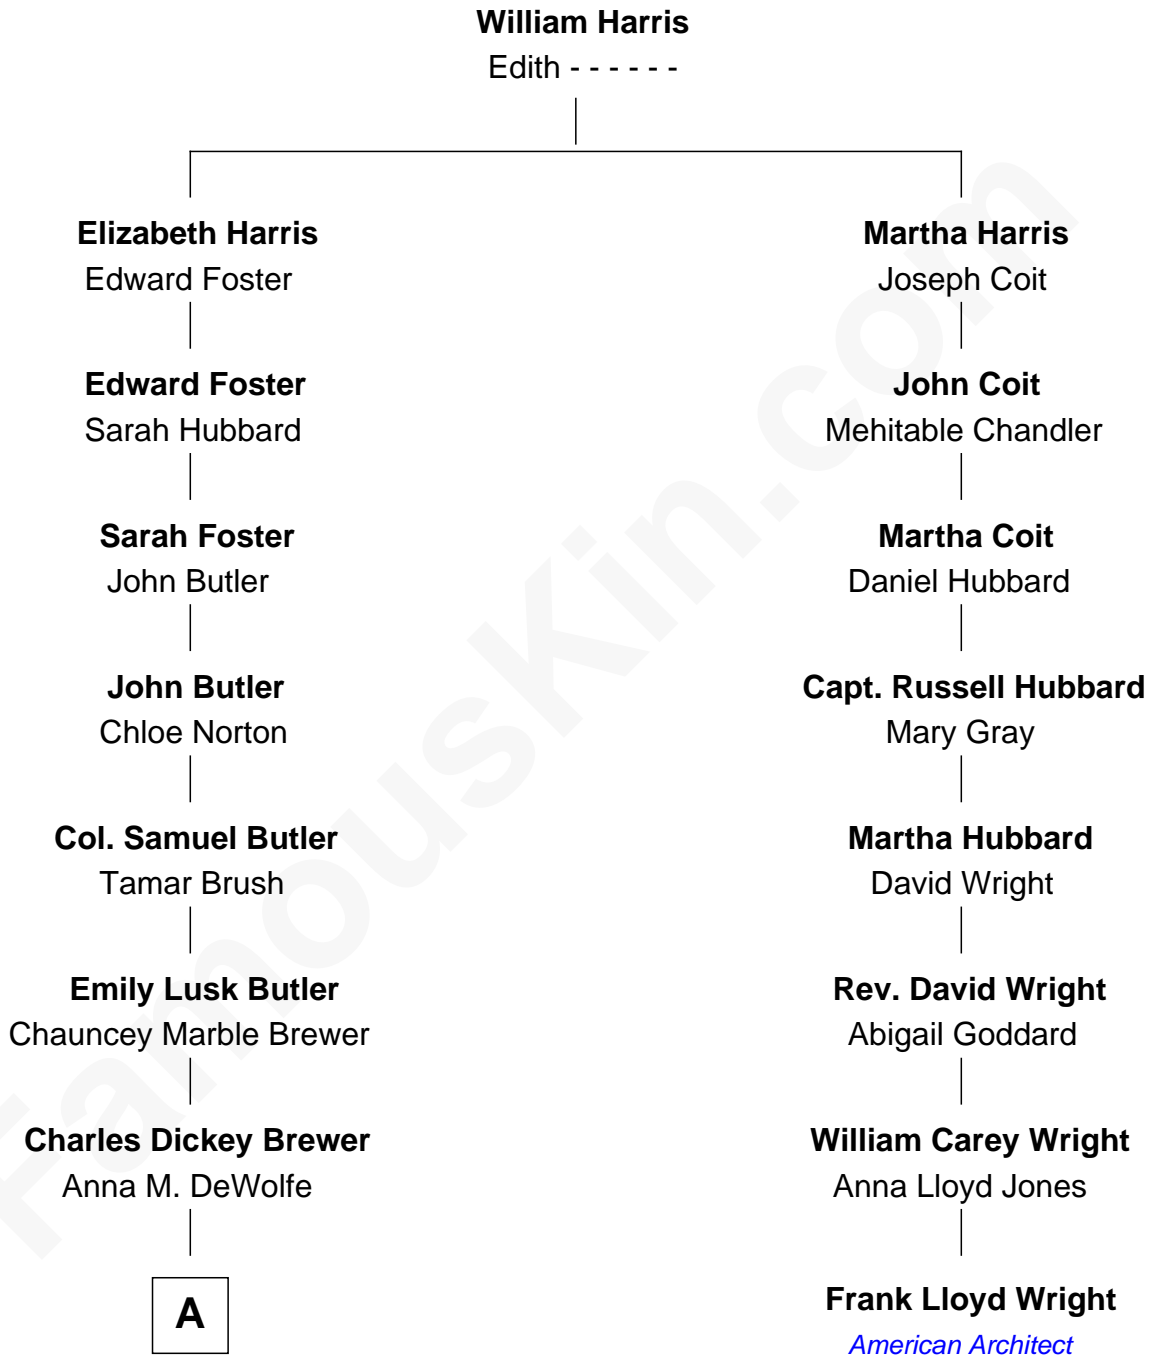 William Harris
Edith - - - - - -
Elizabeth Harris
Edward Foster
Martha Harris
Joseph Coit
Edward Foster
Sarah Hubbard
John Coit
Mehitable Chandler
Sarah Foster
John Butler
Martha Coit
Daniel Hubbard
John Butler
Chloe Norton
Capt. Russell Hubbard
Mary Gray
Col. Samuel Butler
Tamar Brush
Martha Hubbard
David Wright
Emily Lusk Butler
Chauncey Marble Brewer
Rev. David Wright
Abigail Goddard
Charles Dickey Brewer
Anna M. DeWolfe
William Carey Wright
Anna Lloyd Jones
A
Frank Lloyd Wright
American Architect
FamousKin.com